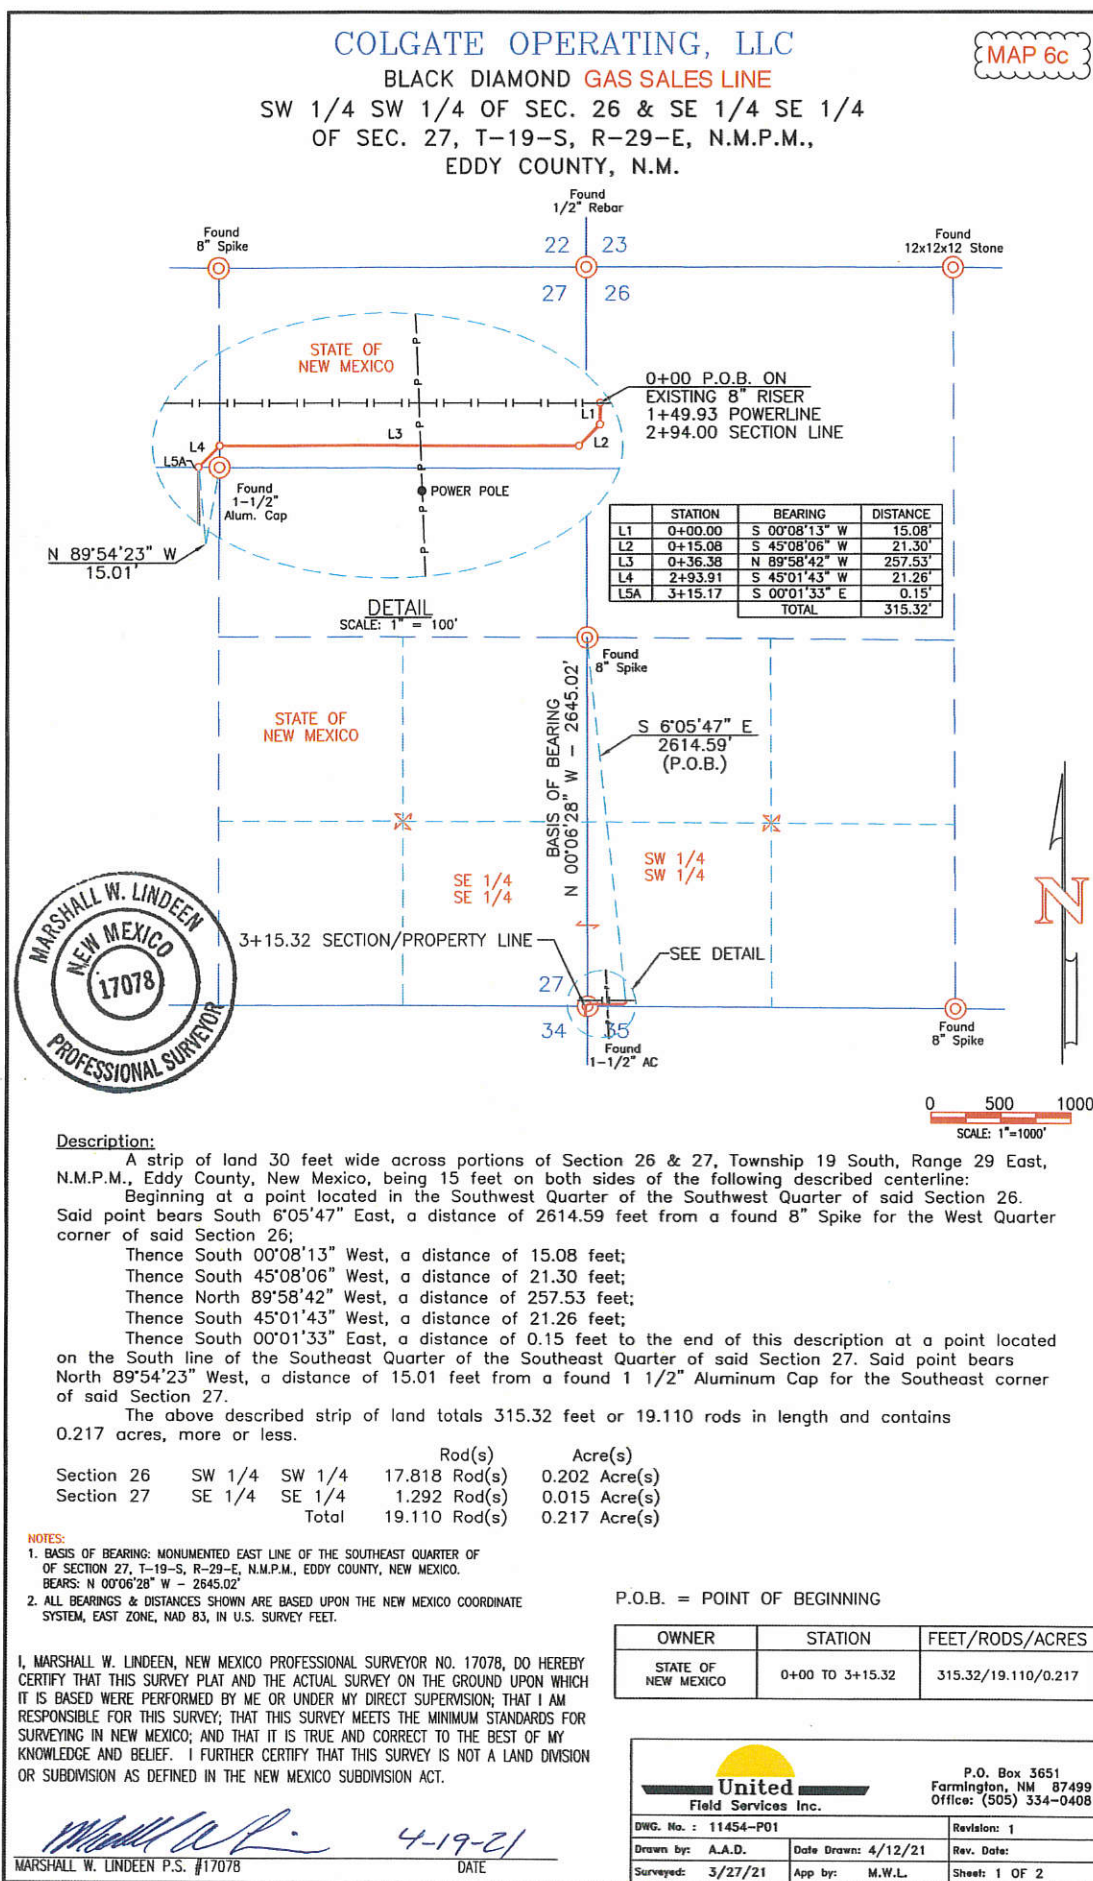 COLGATE OPERATING, LLC
MAP 6c
BLACK DIAMOND GAS SALES LINE
SW 1/4 SW 1/4 OF SEC. 26 & SE 1/4 SE 1/4
OF SEC. 27, T-19-S, R-29-E, N.M.P.M.,
EDDY COUNTY, N.M.
Found
1/2" Rebar
Found
8" Spike
Found
12x12x12 Stone
22 23
27 26
STATE OF
NEW MEXICO
P
P
P
P
P
P
0+00 P.O.B. ON
EXISTING 8" RISER
1+49.93 POWERLINE
2+94.00 SECTION LINE
L1
L2
L3
L4
L5A
Found
1-1/2"
Alum. Cap
POWER POLE
N 89°54'23" W
15.01'
DETAIL
SCALE: 1" = 100'
STATION BEARING DISTANCE
L1 0+00.00 S 00°08'13" W 15.08'
L2 0+15.08 S 45°08'06" W 21.30'
L3 0+36.38 N 89°58'42" W 257.53'
L4 2+93.91 S 45°01'43" W 21.26'
L5A 3+15.17 S 00°01'33" E 0.15'
TOTAL 315.32'
Found
8" Spike
STATE OF
NEW MEXICO
BASIS OF BEARING
N 00°06'28" W - 2645.02'
S 6°05'47" E
2614.59'
(P.O.B.)
SE 1/4
SE 1/4
SW 1/4
SW 1/4
N
MARSHALL W. LINDEEN
NEW MEXICO
17078
PROFESSIONAL SURVEYOR
3+15.32 SECTION/PROPERTY LINE
SEE DETAIL
27
34 35
Found
1-1/2" AC
Found
8" Spike
0 500 1000
SCALE: 1"=1000'
Description:
A strip of land 30 feet wide across portions of Section 26 & 27, Township 19 South, Range 29 East,
N.M.P.M., Eddy County, New Mexico, being 15 feet on both sides of the following described centerline:
Beginning at a point located in the Southwest Quarter of the Southwest Quarter of said Section 26.
Said point bears South 6°05'47" East, a distance of 2614.59 feet from a found 8" Spike for the West Quarter
corner of said Section 26;
Thence South 00°08'13" West, a distance of 15.08 feet;
Thence South 45°08'06" West, a distance of 21.30 feet;
Thence North 89°58'42" West, a distance of 257.53 feet;
Thence South 45°01'43" West, a distance of 21.26 feet;
Thence South 00°01'33" East, a distance of 0.15 feet to the end of this description at a point located
on the South line of the Southeast Quarter of the Southeast Quarter of said Section 27. Said point bears
North 89°54'23" West, a distance of 15.01 feet from a found 1 1/2" Aluminum Cap for the Southeast corner
of said Section 27.
The above described strip of land totals 315.32 feet or 19.110 rods in length and contains
0.217 acres, more or less.
Rod(s) Acre(s)
Section 26 SW 1/4 SW 1/4 17.818 Rod(s) 0.202 Acre(s)
Section 27 SE 1/4 SE 1/4 1.292 Rod(s) 0.015 Acre(s)
Total 19.110 Rod(s) 0.217 Acre(s)
NOTES:
1. BASIS OF BEARING: MONUMENTED EAST LINE OF THE SOUTHEAST QUARTER OF
OF SECTION 27, T-19-S, R-29-E, N.M.P.M., EDDY COUNTY, NEW MEXICO.
BEARS: N 00°06'28" W - 2645.02'
2. ALL BEARINGS & DISTANCES SHOWN ARE BASED UPON THE NEW MEXICO COORDINATE
SYSTEM, EAST ZONE, NAD 83, IN U.S. SURVEY FEET.
P.O.B. = POINT OF BEGINNING
OWNER STATION FEET/RODS/ACRES
STATE OF
NEW MEXICO 0+00 TO 3+15.32 315.32/19.110/0.217
I, MARSHALL W. LINDEEN, NEW MEXICO PROFESSIONAL SURVEYOR NO. 17078, DO HEREBY
CERTIFY THAT THIS SURVEY PLAT AND THE ACTUAL SURVEY ON THE GROUND UPON WHICH
IT IS BASED WERE PERFORMED BY ME OR UNDER MY DIRECT SUPERVISION; THAT I AM
RESPONSIBLE FOR THIS SURVEY; THAT THIS SURVEY MEETS THE MINIMUM STANDARDS FOR
SURVEYING IN NEW MEXICO; AND THAT IT IS TRUE AND CORRECT TO THE BEST OF MY
KNOWLEDGE AND BELIEF. I FURTHER CERTIFY THAT THIS SURVEY IS NOT A LAND DIVISION
OR SUBDIVISION AS DEFINED IN THE NEW MEXICO SUBDIVISION ACT.
4-19-21
MARSHALL W. LINDEEN P.S. #17078 DATE
United
Field Services Inc.
P.O. Box 3651
Farmington, NM 87499
Office: (505) 334-0408
DWG. No. : 11454-P01 Revision: 1
Drawn by: A.A.D. Date Drawn: 4/12/21 Rev. Date:
Surveyed: 3/27/21 App by: M.W.L. Sheet: 1 OF 2